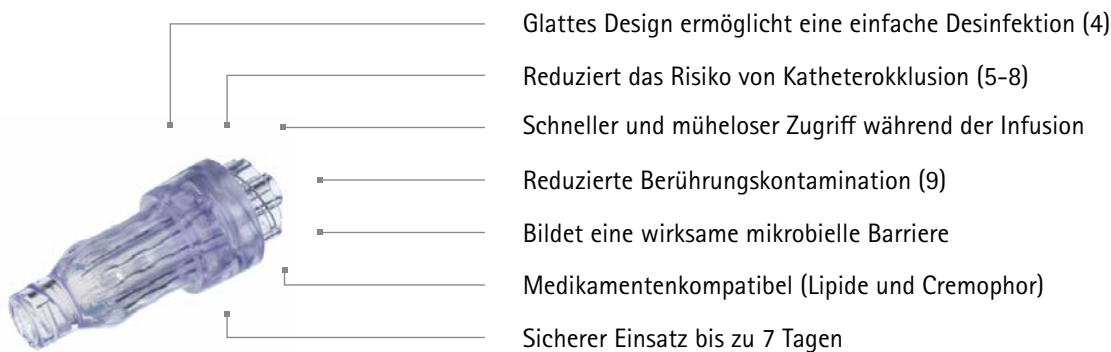 Glattes Design ermöglicht eine einfache Desinfektion (4)
Reduziert das Risiko von Katheterokklusion (5-8)
Schneller und müheloser Zugriff während der Infusion
Reduzierte Berührungskontamination (9)
Bildet eine wirksame mikrobielle Barriere
Medikamentenkompatibel (Lipide und Cremophor)
Sicherer Einsatz bis zu 7 Tagen